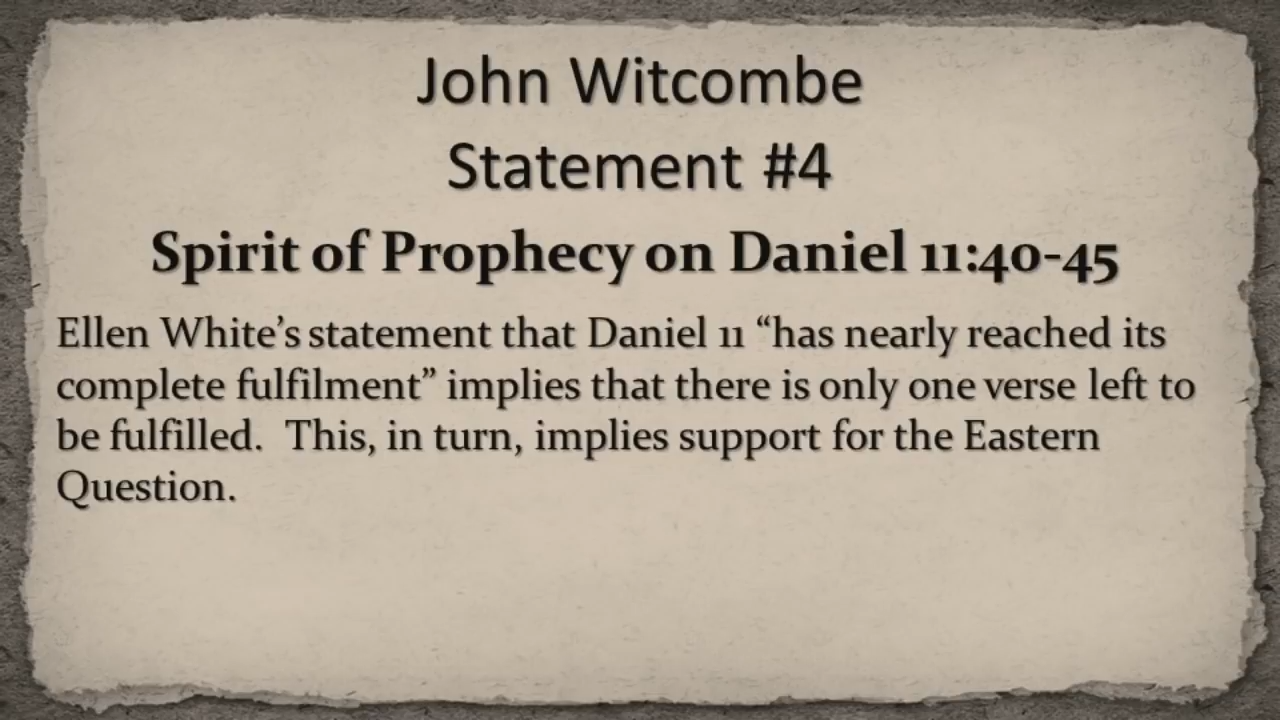 John Witcombe
Statement #4
Spirit of Prophecy on Daniel 11:40-45
Ellen White’s statement that Daniel 11 “has nearly reached its
complete fulfilment” implies that there is only one verse left to
be fulfilled.  This, in turn, implies support for the Eastern
Question.